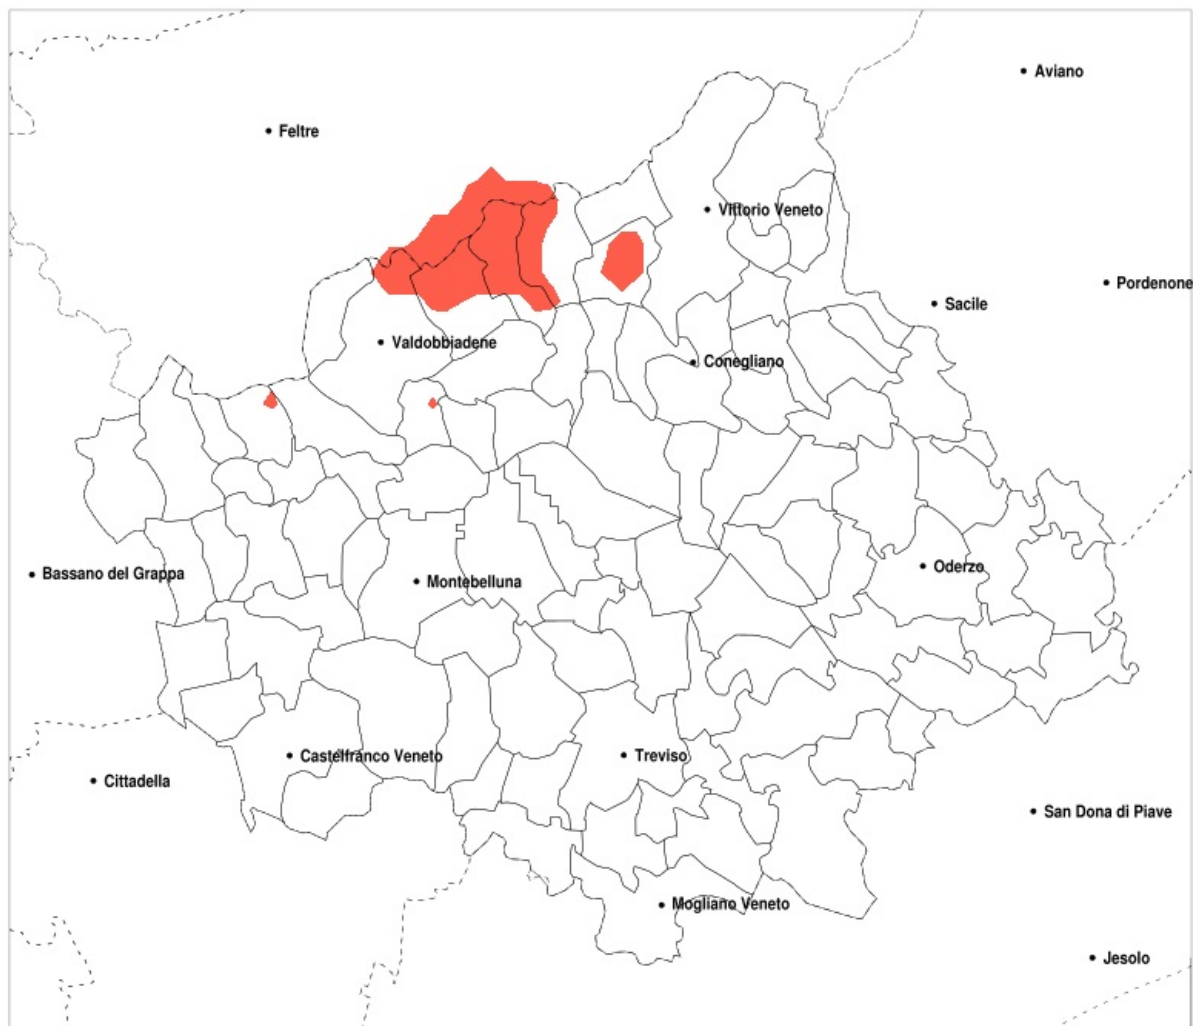 Aviano
Feltre
Vittorio Veneto
Pordenone
Sacile
Valdobbiadene
Conegliano
Oderzo
Bassano del Grappa
Montebelluna
Castelfranco Veneto
Treviso
Cittadella
San Dona di Piave
Mogliano Veneto
Jesolo